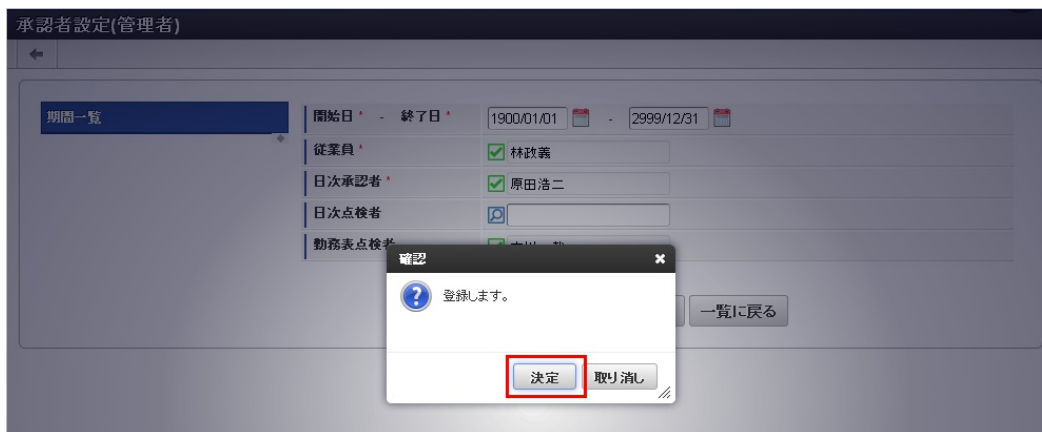 承認者設定(管理者)
期間一覧
開始日* - 終了日* 1900/01/01 - 2999/12/31
従業員* 林政義
日次承認者* 原田浩二
日次点検者
勤務表点検者
確認
登録します。
一覧に戻る
決定 取り消し